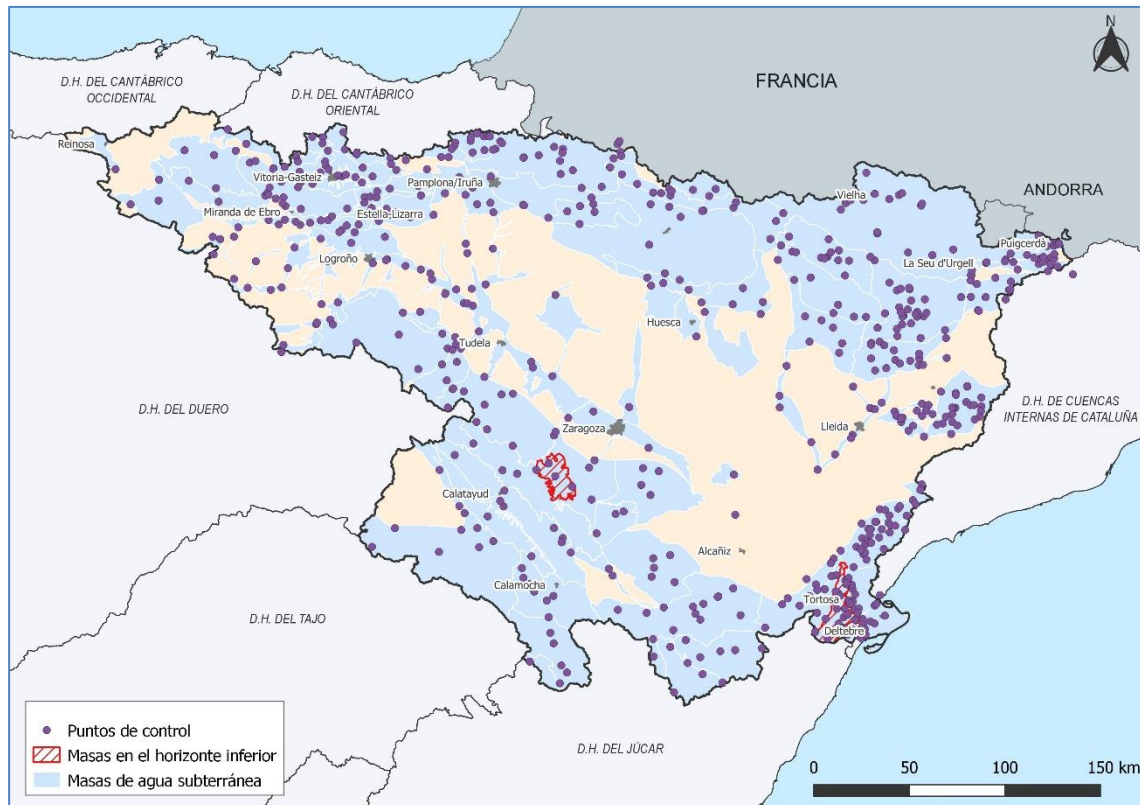 N
D.H. DEL CANTÁBRICO
OCCIDENTAL
D.H. DEL CANTÁBRICO
ORIENTAL
FRANCIA
ANDORRA
Reinosa
Vitoria-Gasteiz
Pamplona/Iruña
Vielha
Miranda de Ebro
Estella-Lizarra
Puigcerdà
La Seu d'Urgell
Logroño
Huesca
Tudela
D.H. DEL DUERO
D.H. DE CUENCAS
INTERNAS DE CATALUÑA
Zaragoza
Lleida
Calatayud
Alcañiz
Calamocha
Tortosa
D.H. DEL TAJO
Deltebre
D.H. DEL JÚCAR
Puntos de control
Masas en el horizonte inferior
Masas de agua subterránea
0 50 100 150 km